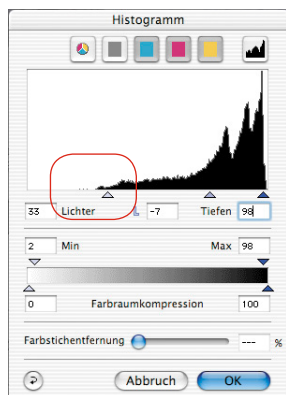 Histogramm
33 Lichter -7 Tiefen 98
2 Min Max 98
0 Farbraumkompression 100
Farbstichentfernung --- %
Abbruch OK